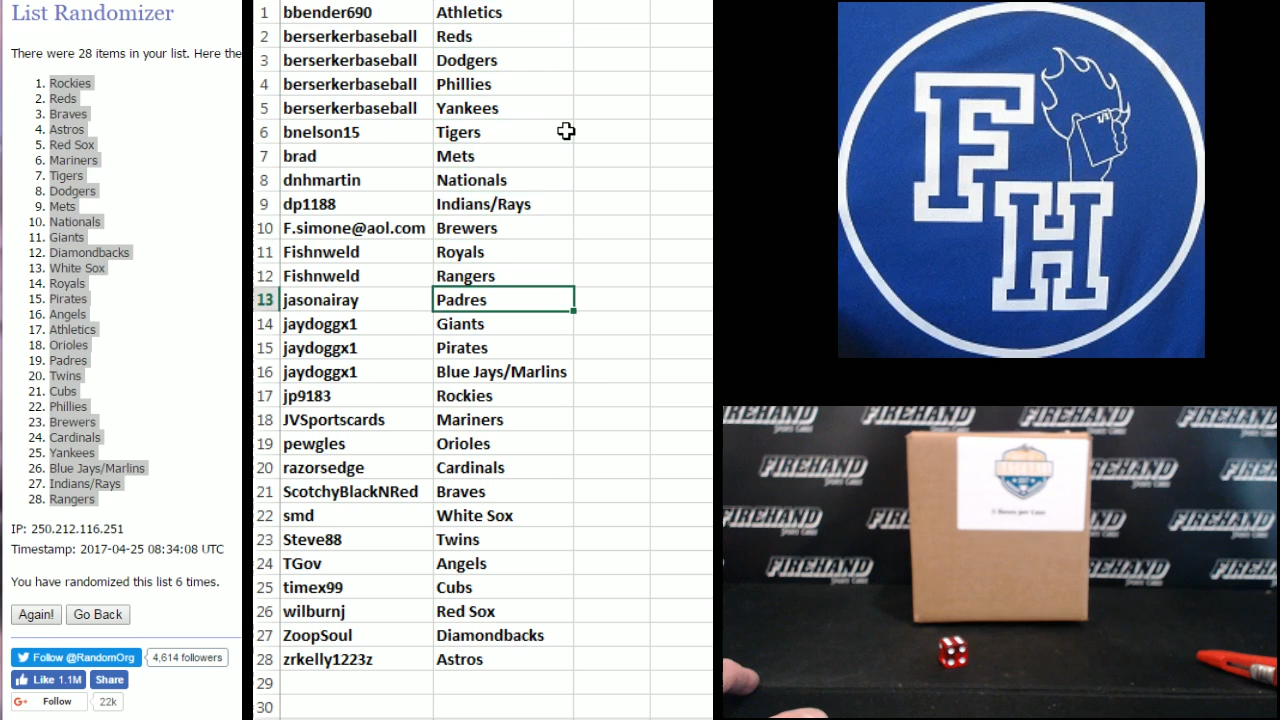 List Randomizer
There were 28 items in your list. Here the
1. Rockies
2. Reds
3. Braves
4. Astros
5. Red Sox
6. Mariners
7. Tigers
8. Dodgers
9. Mets
10. Nationals
11. Giants
12. Diamondbacks
13. White Sox
14. Royals
15. Pirates
16. Angels
17. Athletics
18. Orioles
19. Padres
20. Twins
21. Cubs
22. Phillies
23. Brewers
24. Cardinals
25. Yankees
26. Blue Jays/Marlins
27. Indians/Rays
28. Rangers
IP: 250.212.116.251
Timestamp: 2017-04-25 08:34:08 UTC
You have randomized this list 6 times.
Again! Go Back
Follow @RandomOrg 4,614 followers
Like 1.1M Share
G+ Follow 22k
1 bbender690 Athletics
2 berserkerbaseball Reds
3 berserkerbaseball Dodgers
4 berserkerbaseball Phillies
5 berserkerbaseball Yankees
6 bnelson15 Tigers
7 brad Mets
8 dnhmartin Nationals
9 dp1188 Indians/Rays
10 F.simone@aol.com Brewers
11 Fishnweld Royals
12 Fishnweld Rangers
13 jasonairay Padres
14 jaydoggx1 Giants
15 jaydoggx1 Pirates
16 jaydoggx1 Blue Jays/Marlins
17 jp9183 Rockies
18 JVSportscards Mariners
19 pewgles Orioles
20 razorsedge Cardinals
21 ScotchyBlackNRed Braves
22 smd White Sox
23 Steve88 Twins
24 TGov Angels
25 timex99 Cubs
26 wilburnj Red Sox
27 ZoopSoul Diamondbacks
28 zrkelly1223z Astros
29
30
FH
1/1
FIREHAND
FIREHAND
FIREHAND
FIREHAND
FIREHAND
FIREHAND
FIREHAND